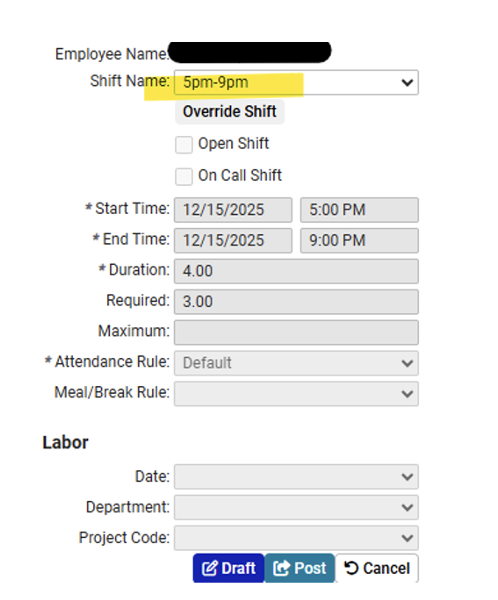 Employee Name:
Shift Name: 5pm-9pm
Override Shift
Open Shift
On Call Shift
* Start Time: 12/15/2025 5:00 PM
* End Time: 12/15/2025 9:00 PM
* Duration: 4.00
Required: 3.00
Maximum:
* Attendance Rule: Default
Meal/Break Rule:
Labor
Date:
Department:
Project Code:
Draft Post Cancel